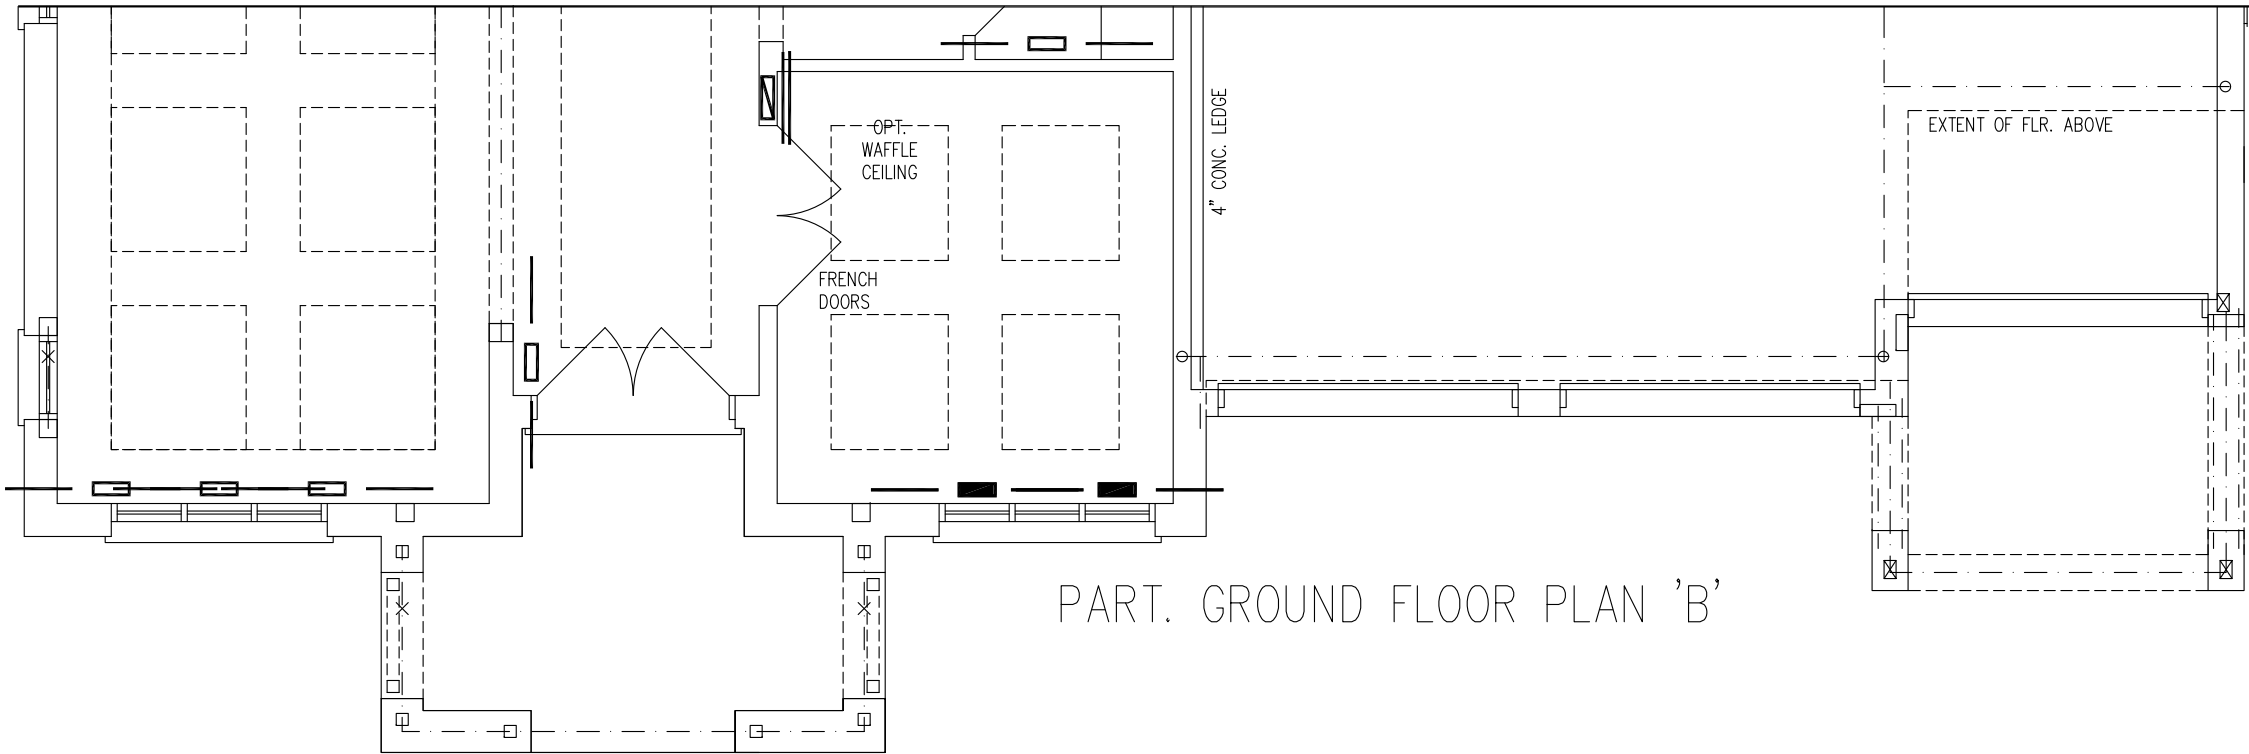 OPT.
WAFFLE
CEILING
FRENCH
DOORS
4" CONC. LEDGE
EXTENT OF FLR. ABOVE
PART. GROUND FLOOR PLAN 'B'